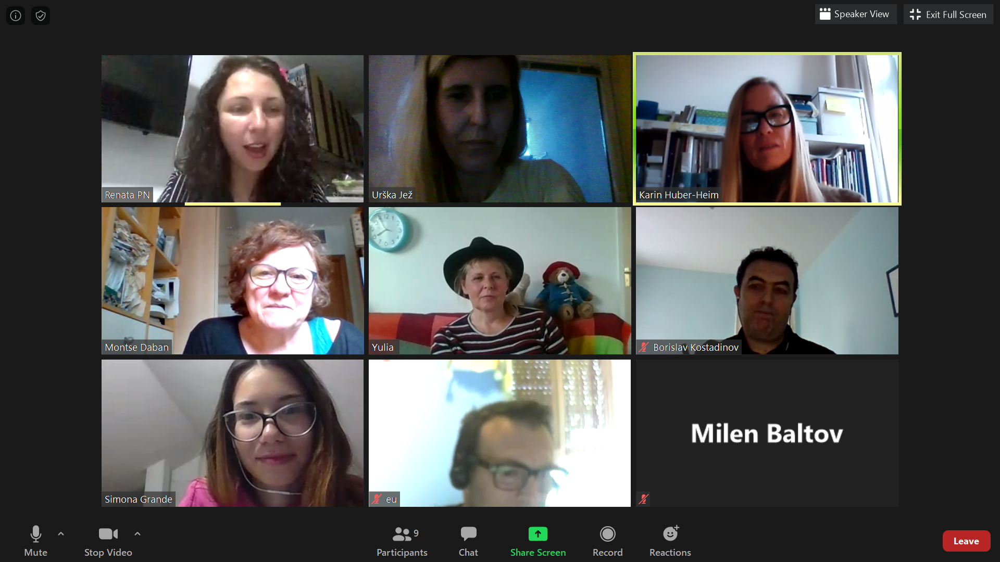 Speaker View
Exit Full Screen
Renata PN
Urška Jež
Karin Huber-Heim
Montse Daban
Yulia
Borislav Kostadinov
Simona Grande
eu
Milen Baltov
Mute
Stop Video
9
Participants
Chat
Share Screen
Record
Reactions
Leave